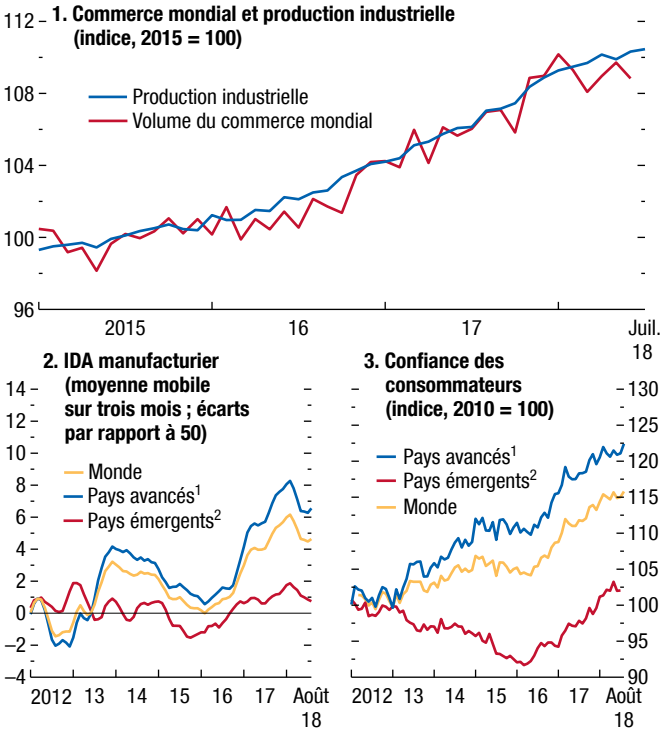 1. Commerce mondial et production industrielle
(indice, 2015 = 100)
112
108
104
100
96
Production industrielle
Volume du commerce mondial
2015 16 17 Juil.
18
2. IDA manufacturier
(moyenne mobile
sur trois mois ; écarts
par rapport à 50)
14
12
10
8
6
4
2
0
–2
–4
Monde
Pays avancés1
Pays émergents2
2012 13 14 15 16 17 Août
18
3. Confiance des
consommateurs
(indice, 2010 = 100)
130
125
120
115
110
105
100
95
90
Pays avancés1
Pays émergents2
Monde
2012 13 14 15 16 17 Août
18